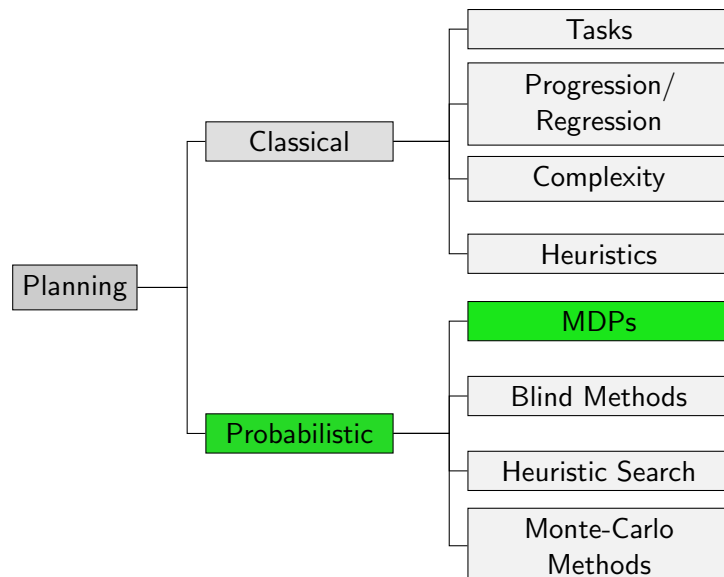 Tasks
Progression/
Regression
Classical
Complexity
Heuristics
Planning
MDPs
Blind Methods
Probabilistic
Heuristic Search
Monte-Carlo
Methods